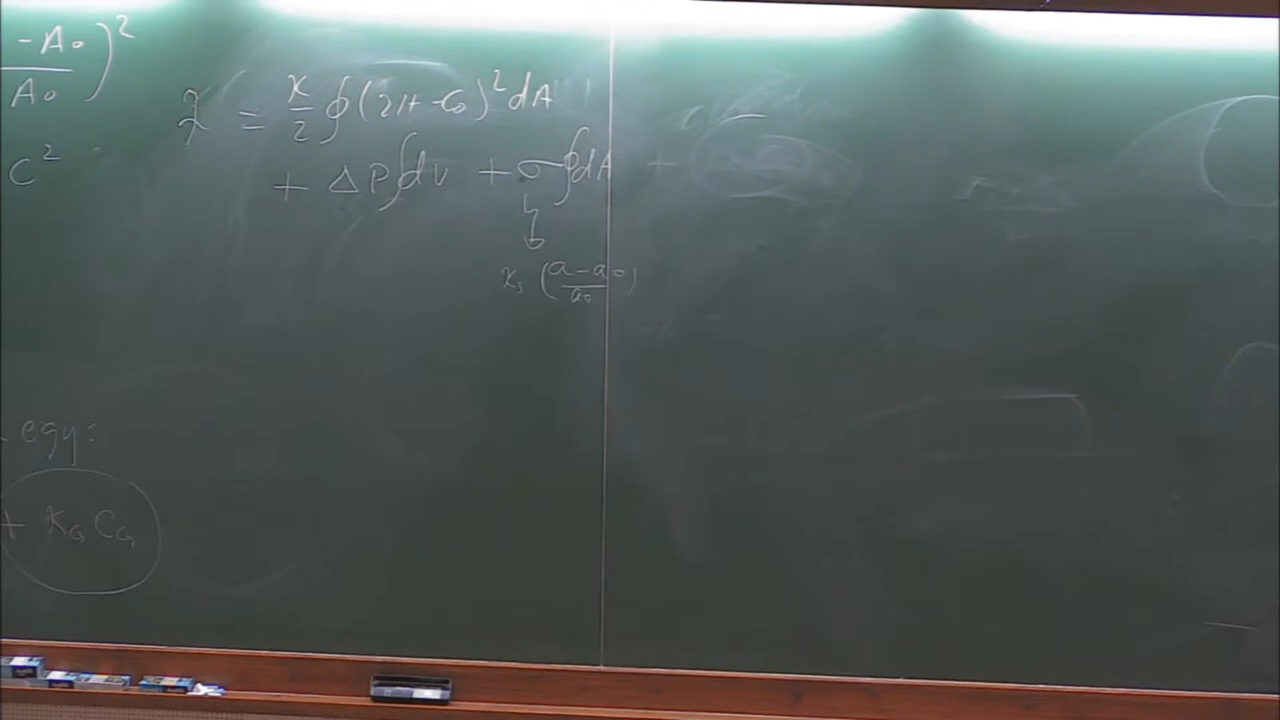 - A₀ )²
A₀
C²
ℱ = κ/2 ∮(2H - C₀)² dA
+ ΔP∫dV + σ∮dA +
κₛ (a - a₀ / a₀)
egy:
+ K_G C_G